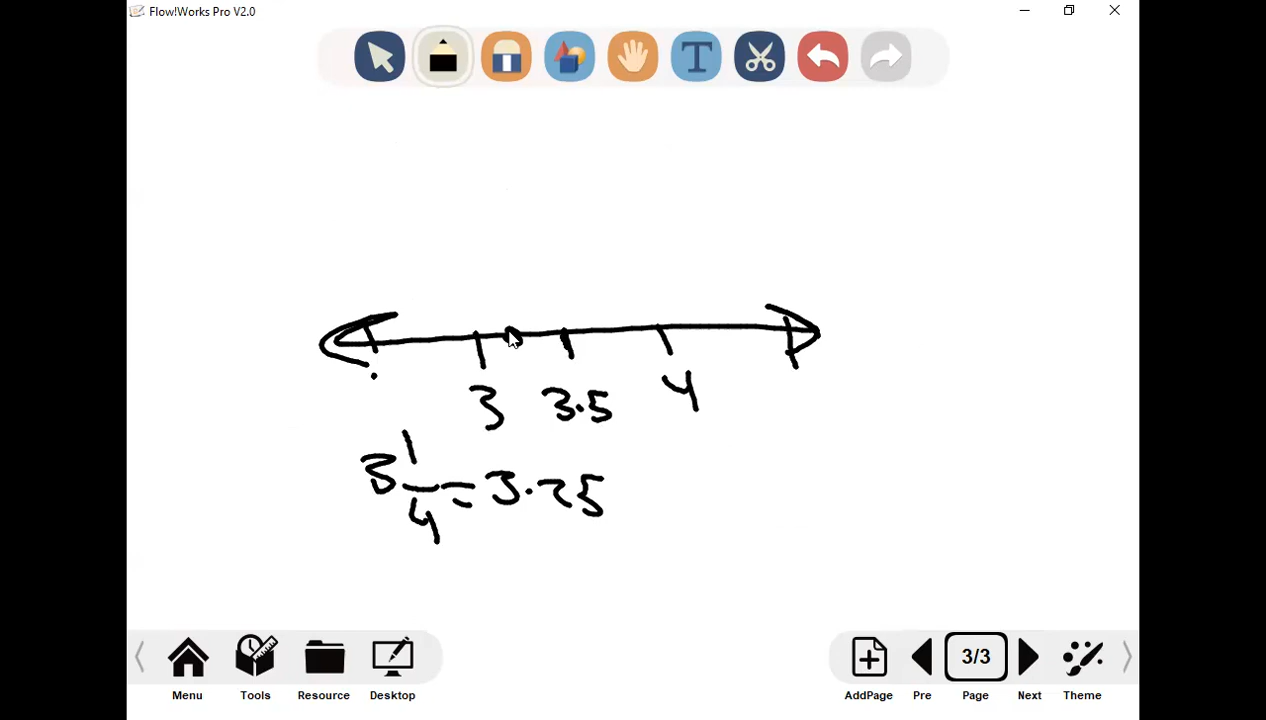 Flow!Works Pro V2.0
T
3 3.5 4
3 1/4 = 3.25
3/3
Menu Tools Resource Desktop AddPage Pre Page Next Theme